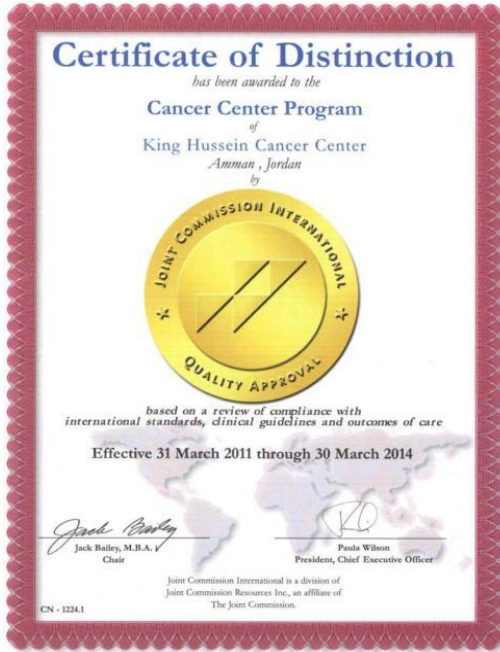 Certificate of Distinction
has been awarded to the
Cancer Center Program
of
King Hussein Cancer Center
Amman , Jordan
by
JOINT COMMISSION INTERNATIONAL
QUALITY APPROVAL
based on a review of compliance with
international standards, clinical guidelines and outcomes of care
Effective 31 March 2011 through 30 March 2014
Jack Bailey
Jack Bailey, M.B.A.
Chair
Paula Wilson
President, Chief Executive Officer
Joint Commission International is a division of
Joint Commission Resources Inc., an affiliate of
The Joint Commission.
CN - 1224.1